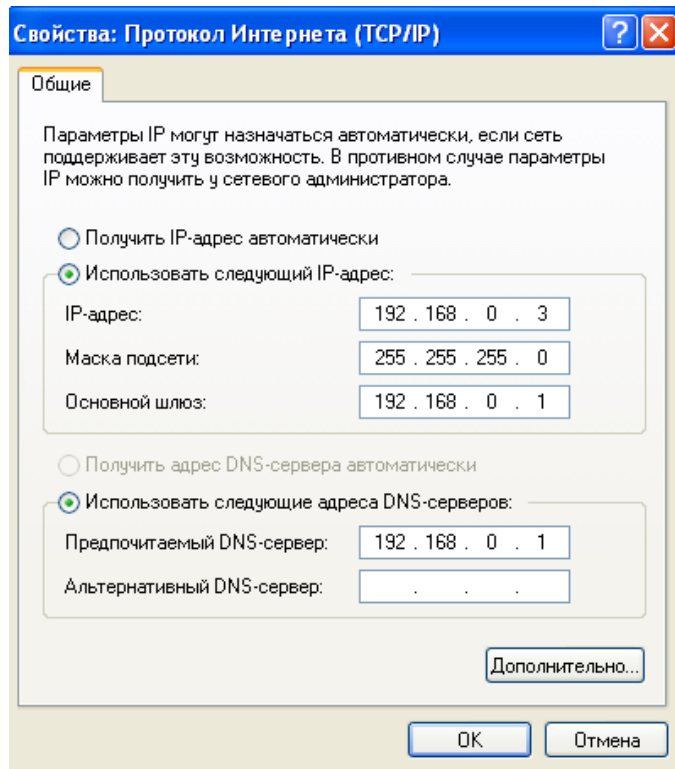 Свойства: Протокол Интернета (TCP/IP)
Общие
Параметры IP могут назначаться автоматически, если сеть
поддерживает эту возможность. В противном случае параметры
IP можно получить у сетевого администратора.
Получить IP-адрес автоматически
Использовать следующий IP-адрес:
IP-адрес: 192 . 168 . 0 . 3
Маска подсети: 255 . 255 . 255 . 0
Основной шлюз: 192 . 168 . 0 . 1
Получить адрес DNS-сервера автоматически
Использовать следующие адреса DNS-серверов:
Предпочитаемый DNS-сервер: 192 . 168 . 0 . 1
Альтернативный DNS-сервер: . . .
Дополнительно...
OK Отмена